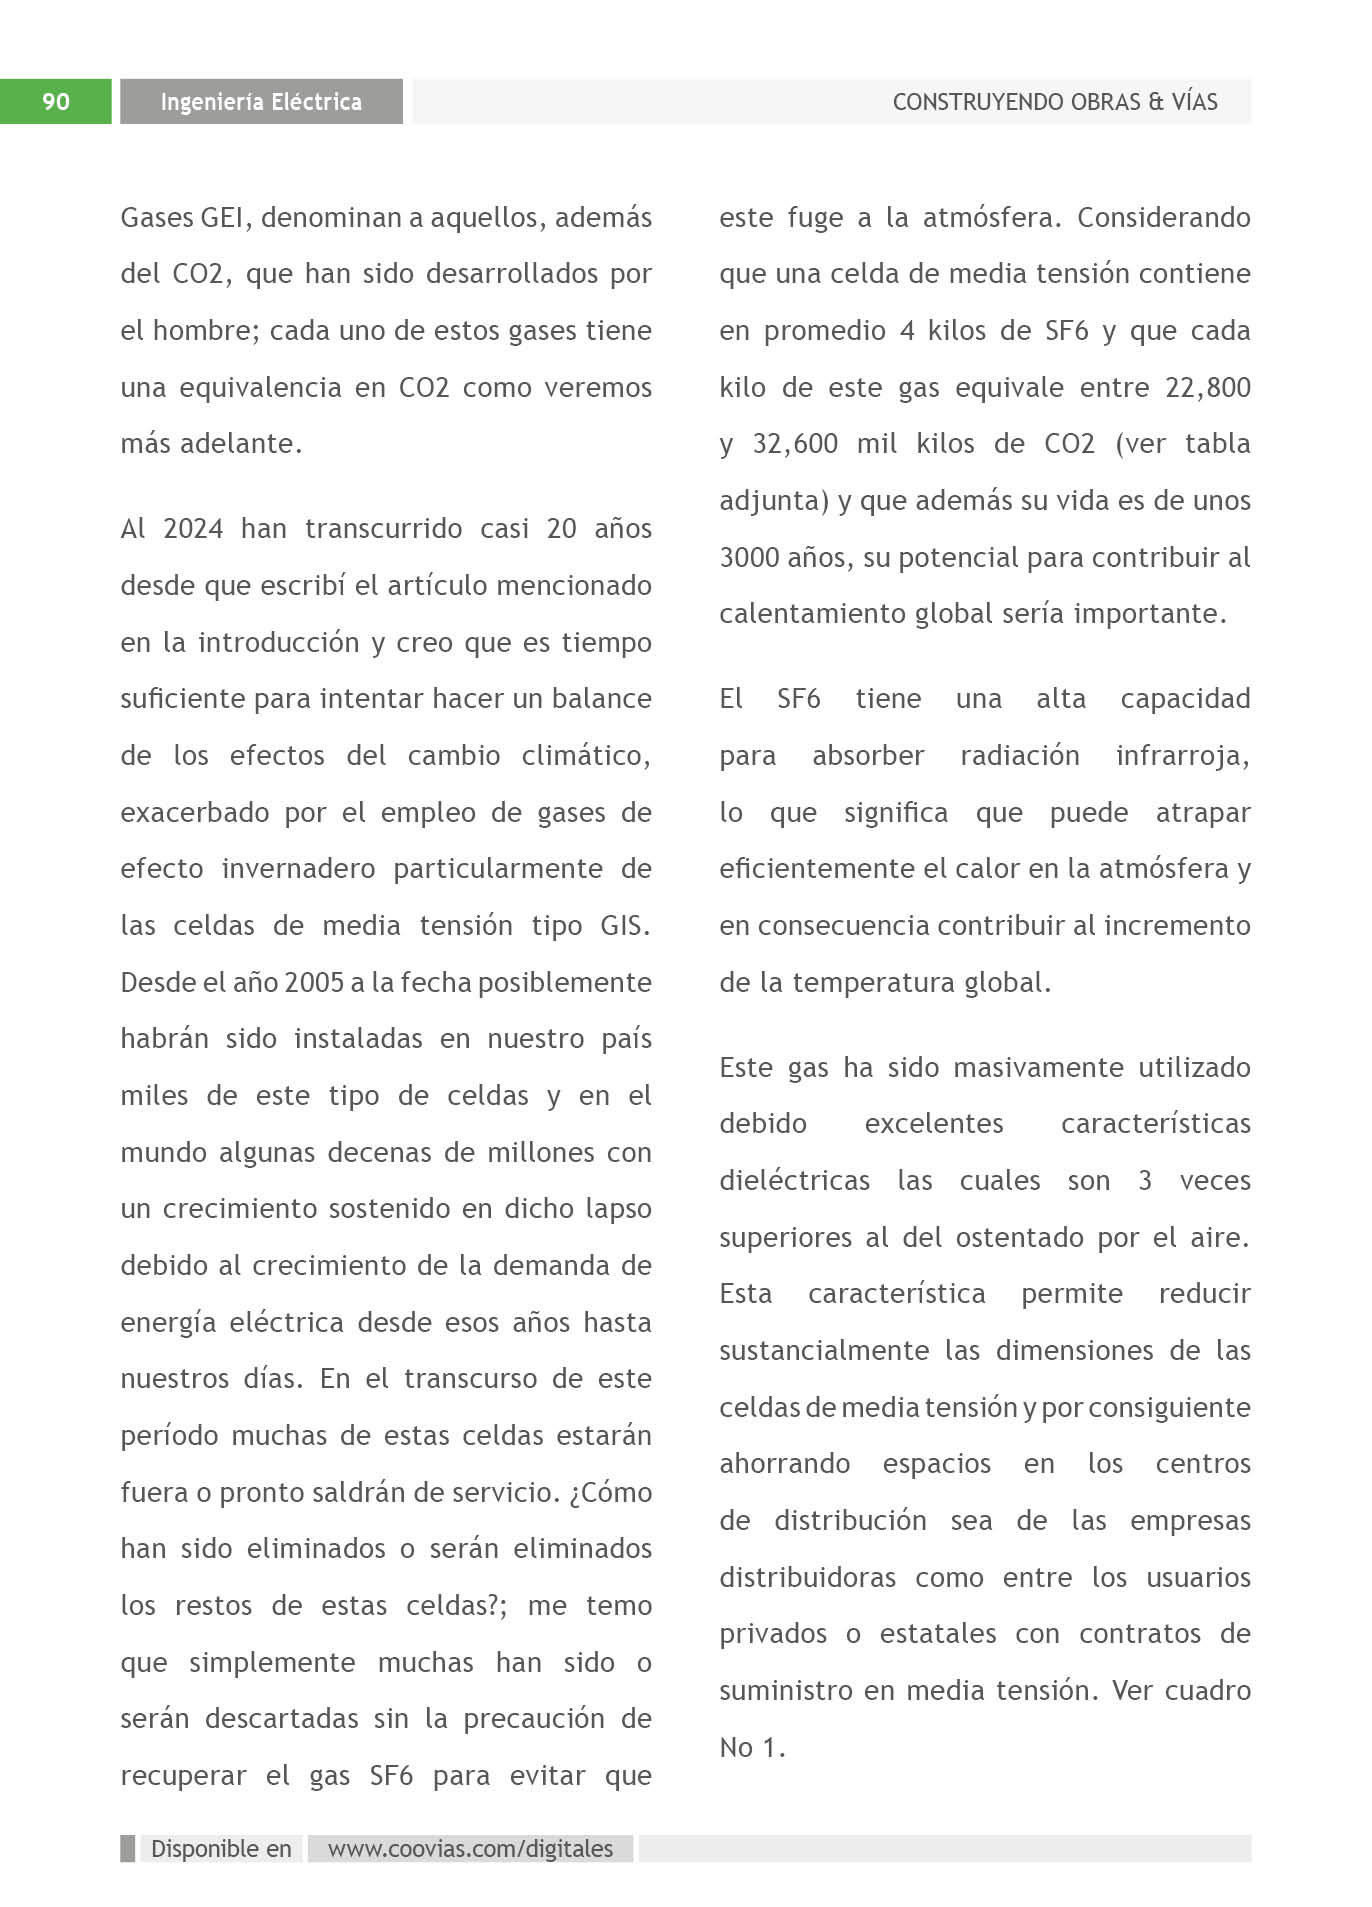 90
Ingeniería Eléctrica
CONSTRUYENDO OBRAS & VÍAS
Gases GEI, denominan a aquellos, además
del CO2, que han sido desarrollados por
el hombre; cada uno de estos gases tiene
una equivalencia en CO2 como veremos
más adelante.
Al 2024 han transcurrido casi 20 años
desde que escribí el artículo mencionado
en la introducción y creo que es tiempo
suficiente para intentar hacer un balance
de los efectos del cambio climático,
exacerbado por el empleo de gases de
efecto invernadero particularmente de
las celdas de media tensión tipo GIS.
Desde el año 2005 a la fecha posiblemente
habrán sido instaladas en nuestro país
miles de este tipo de celdas y en el
mundo algunas decenas de millones con
un crecimiento sostenido en dicho lapso
debido al crecimiento de la demanda de
energía eléctrica desde esos años hasta
nuestros días. En el transcurso de este
período muchas de estas celdas estarán
fuera o pronto saldrán de servicio. ¿Cómo
han sido eliminados o serán eliminados
los restos de estas celdas?; me temo
que simplemente muchas han sido o
serán descartadas sin la precaución de
recuperar el gas SF6 para evitar que
este fuge a la atmósfera. Considerando
que una celda de media tensión contiene
en promedio 4 kilos de SF6 y que cada
kilo de este gas equivale entre 22,800
y 32,600 mil kilos de CO2 (ver tabla
adjunta) y que además su vida es de unos
3000 años, su potencial para contribuir al
calentamiento global sería importante.
El SF6 tiene una alta capacidad
para absorber radiación infrarroja,
lo que significa que puede atrapar
eficientemente el calor en la atmósfera y
en consecuencia contribuir al incremento
de la temperatura global.
Este gas ha sido masivamente utilizado
debido excelentes características
dieléctricas las cuales son 3 veces
superiores al del ostentado por el aire.
Esta característica permite reducir
sustancialmente las dimensiones de las
celdas de media tensión y por consiguiente
ahorrando espacios en los centros
de distribución sea de las empresas
distribuidoras como entre los usuarios
privados o estatales con contratos de
suministro en media tensión. Ver cuadro
No 1.
Disponible en
www.coovias.com/digitales